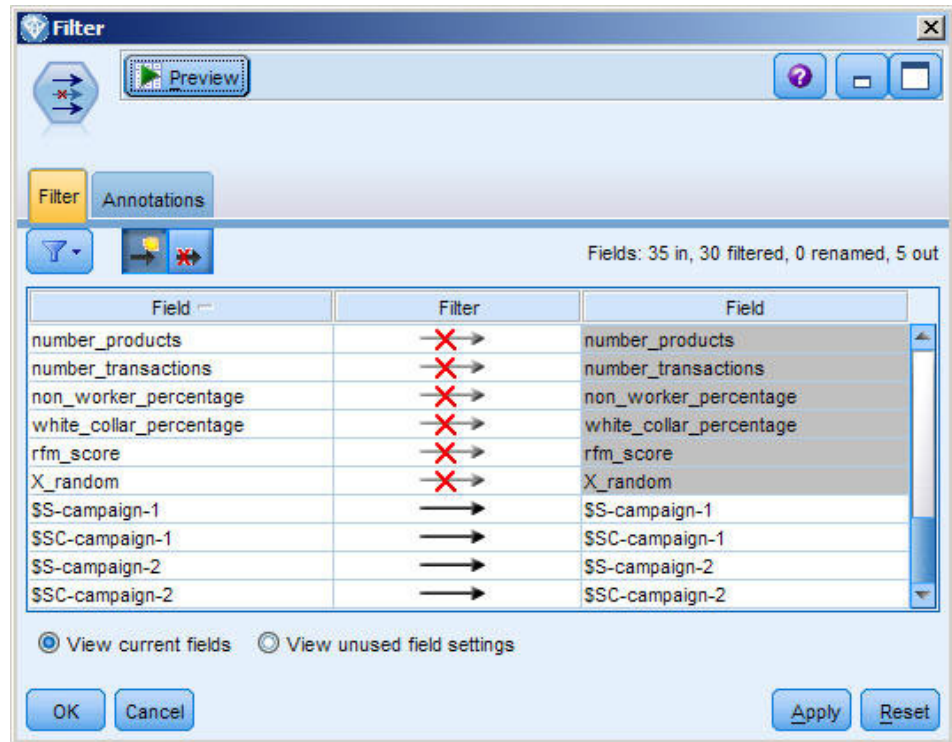 Filter
Preview
Filter Annotations
Fields: 35 in, 30 filtered, 0 renamed, 5 out
Field Filter Field
number_products number_products
number_transactions number_transactions
non_worker_percentage non_worker_percentage
white_collar_percentage white_collar_percentage
rfm_score rfm_score
X_random X_random
$S-campaign-1 $S-campaign-1
$SC-campaign-1 $SC-campaign-1
$S-campaign-2 $S-campaign-2
$SC-campaign-2 $SC-campaign-2
View current fields View unused field settings
OK Cancel Apply Reset